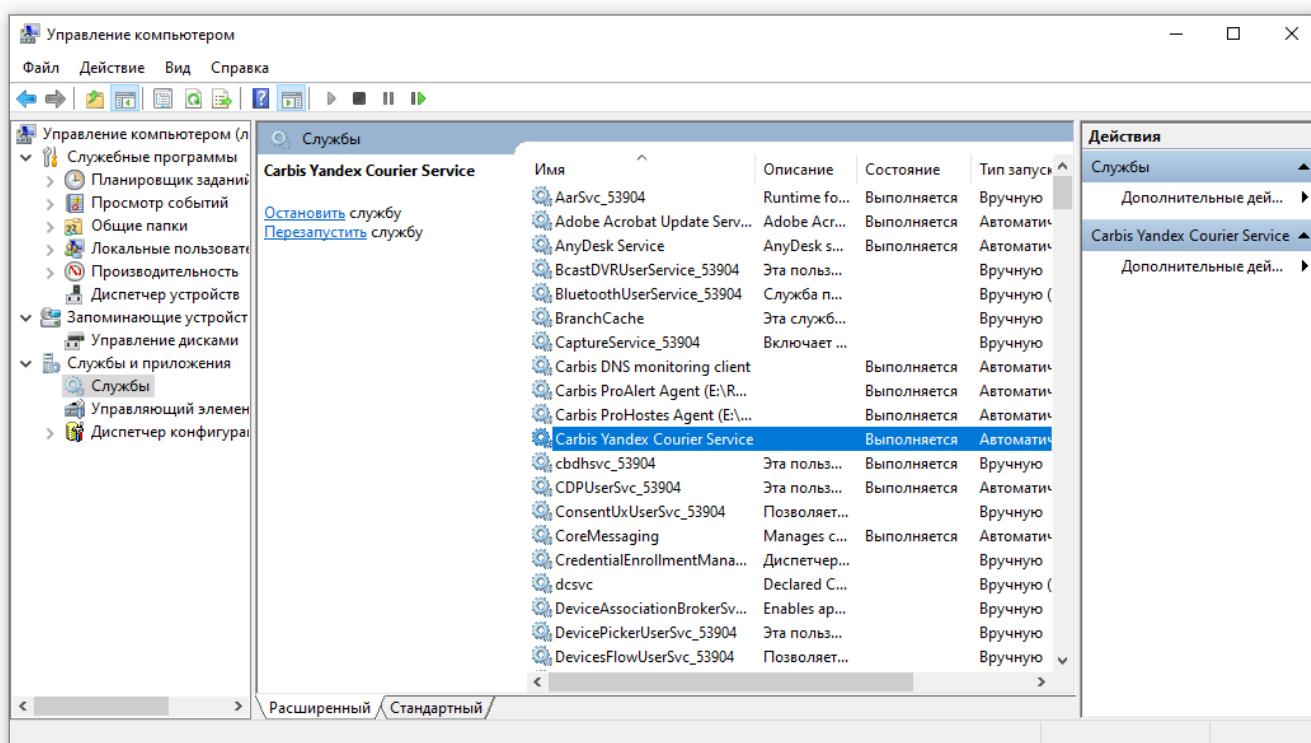 Управление компьютером
Файл Действие Вид Справка
Управление компьютером (л
Служебные программы
Планировщик заданий
Просмотр событий
Общие папки
Локальные пользовате
Производительность
Диспетчер устройств
Запоминающие устройст
Управление дисками
Службы и приложения
Службы
Управляющий элемен
Диспетчер конфигурац
Службы
Carbis Yandex Courier Service
Остановить службу
Перезапустить службу
Имя Описание Состояние Тип запуск
AarSvc_53904 Runtime fo... Выполняется Вручную
Adobe Acrobat Update Serv... Adobe Acr... Выполняется Автоматич
AnyDesk Service AnyDesk s... Выполняется Автоматич
BcastDVRUserService_53904 Эта польз... Вручную
BluetoothUserService_53904 Служба п... Вручную (
BranchCache Эта служб... Вручную
CaptureService_53904 Включает ... Вручную
Carbis DNS monitoring client Выполняется Автоматич
Carbis ProAlert Agent (E:\R... Выполняется Автоматич
Carbis ProHostes Agent (E:\... Выполняется Автоматич
Carbis Yandex Courier Service Выполняется Автоматич
cbdhsvc_53904 Эта польз... Выполняется Вручную
CDPUserSvc_53904 Эта польз... Выполняется Автоматич
ConsentUxUserSvc_53904 Позволяет... Вручную
CoreMessaging Manages c... Выполняется Автоматич
CredentialEnrollmentMana... Диспетчер... Вручную
dcsvc Declared C... Вручную (
DeviceAssociationBrokerSv... Enables ap... Вручную
DevicePickerUserSvc_53904 Эта польз... Вручную
DevicesFlowUserSvc_53904 Позволяет... Вручную
Расширенный Стандартный
Действия
Службы
Дополнительные дей...
Carbis Yandex Courier Service
Дополнительные дей...